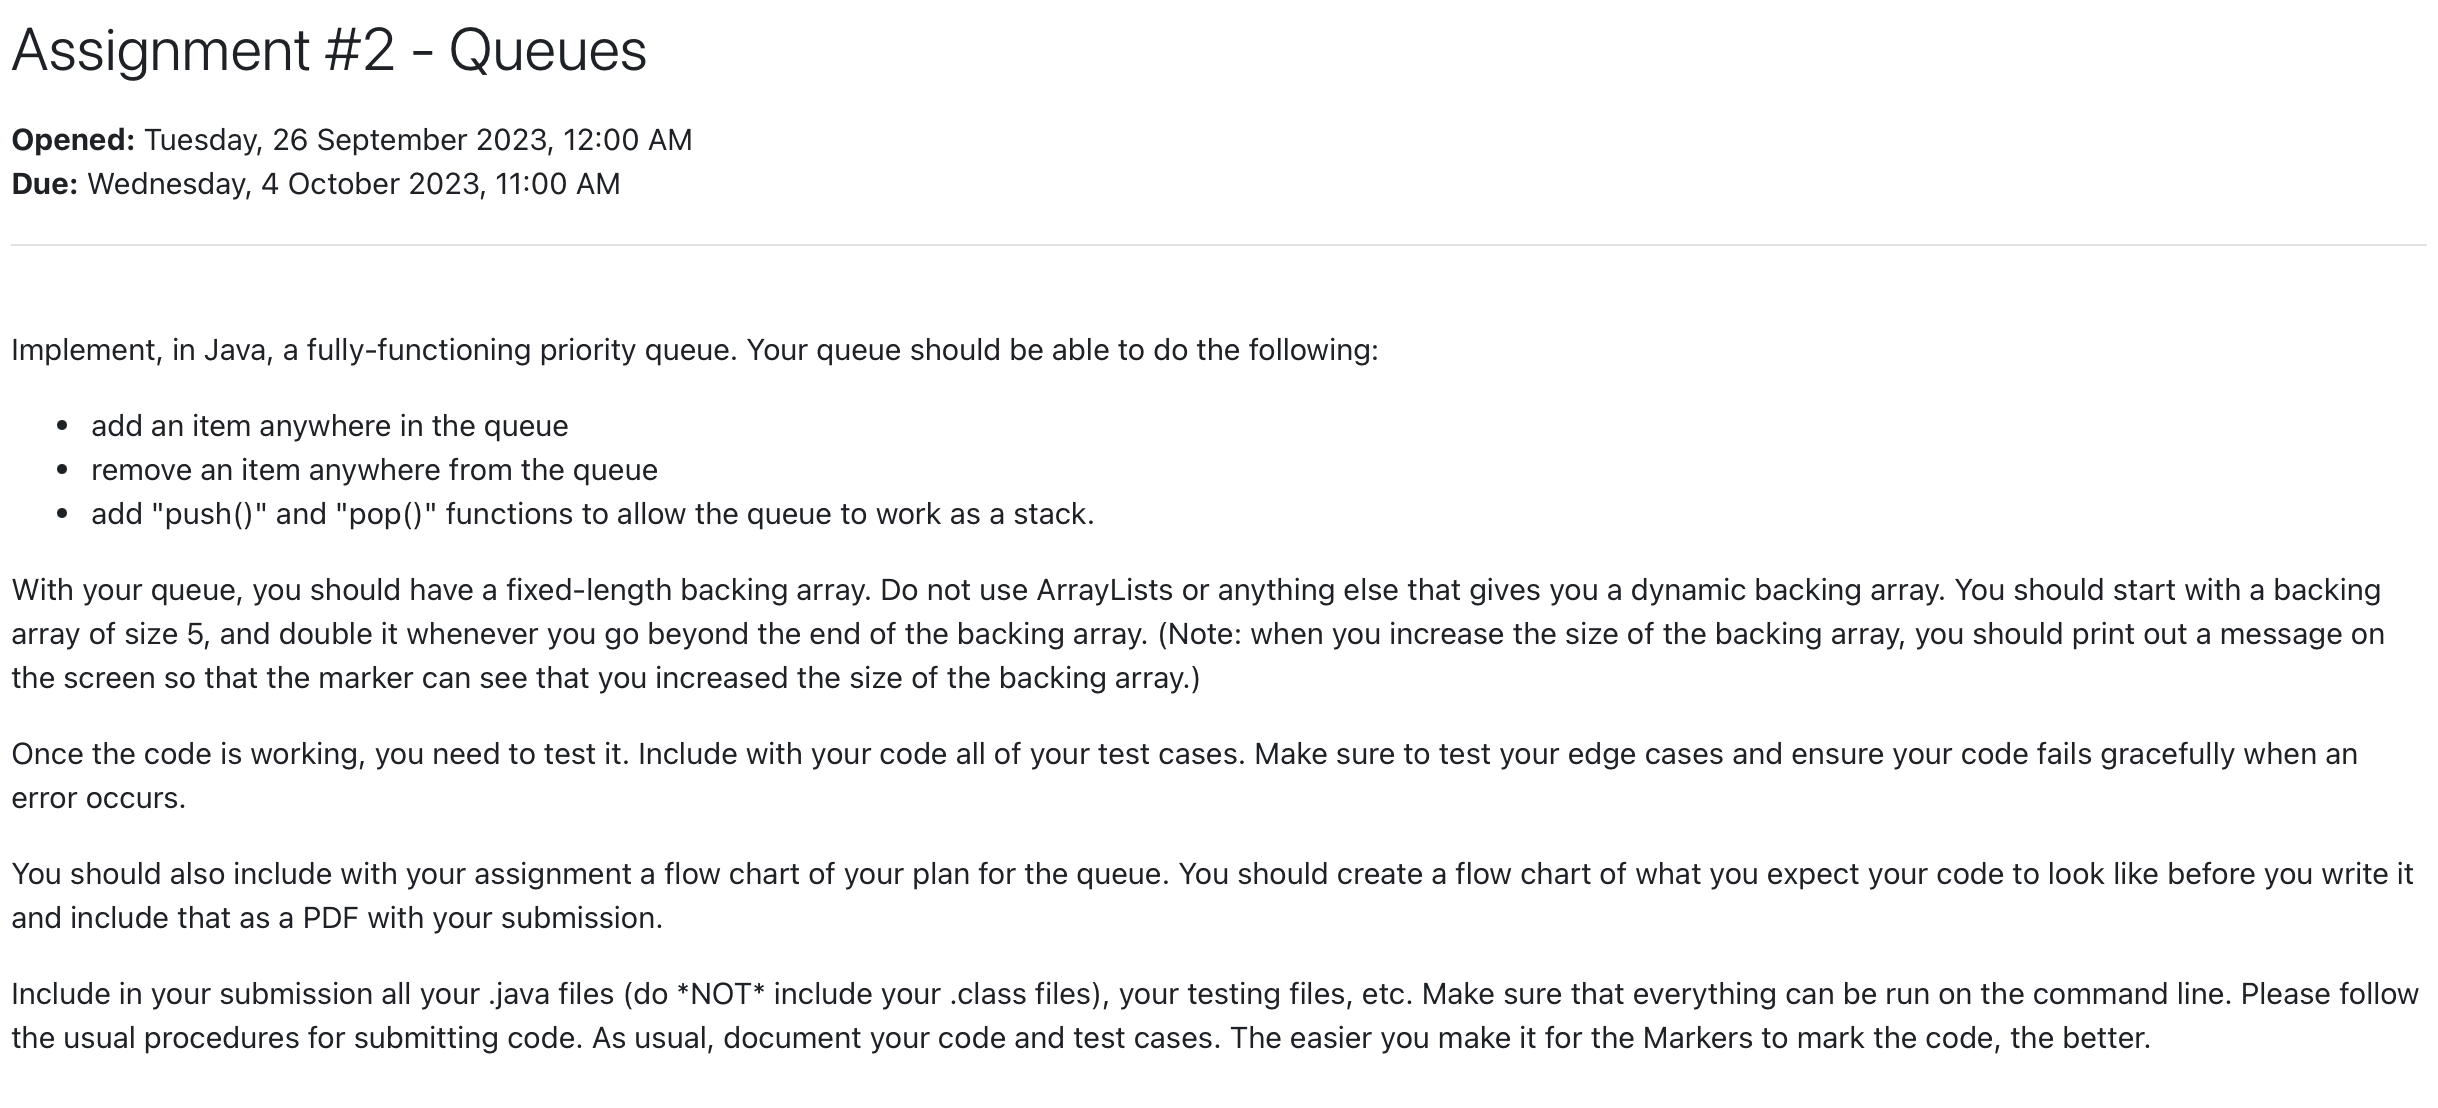 Assignment #2 - Queues
Opened: Tuesday, 26 September 2023, 12:00 AM
Due: Wednesday, 4 October 2023, 11:00 AM
Implement, in Java, a fully-functioning priority queue. Your queue should be able to do the following:
• add an item anywhere in the queue
• remove an item anywhere from the queue
• add "push()" and "pop()" functions to allow the queue to work as a stack.
With your queue, you should have a fixed-length backing array. Do not use ArrayLists or anything else that gives you a dynamic backing array. You should start with a backing
array of size 5, and double it whenever you go beyond the end of the backing array. (Note: when you increase the size of the backing array, you should print out a message on
the screen so that the marker can see that you increased the size of the backing array.)
Once the code is working, you need to test it. Include with your code all of your test cases. Make sure to test your edge cases and ensure your code fails gracefully when an
error occurs.
You should also include with your assignment a flow chart of your plan for the queue. You should create a flow chart of what you expect your code to look like before you write it
and include that as a PDF with your submission.
Include in your submission all your .java files (do *NOT* include your .class files), your testing files, etc. Make sure that everything can be run on the command line. Please follow
the usual procedures for submitting code. As usual, document your code and test cases. The easier you make it for the Markers to mark the code, the better.